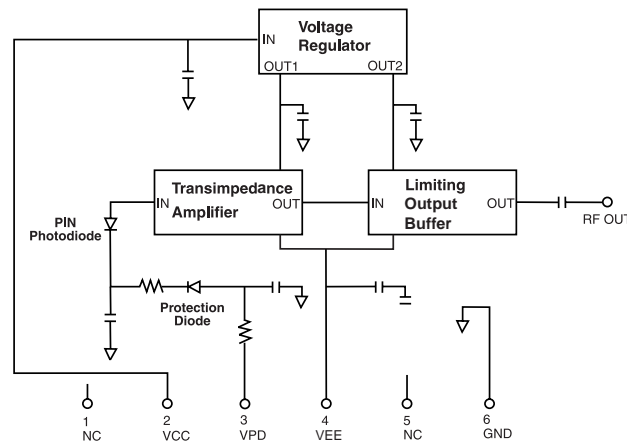 Voltage
Regulator
IN
OUT1
OUT2
Transimpedance
Amplifier
IN
OUT
Limiting
Output
Buffer
IN
OUT
RF OUT
PIN
Photodiode
Protection
Diode
1
NC
2
VCC
3
VPD
4
VEE
5
NC
6
GND